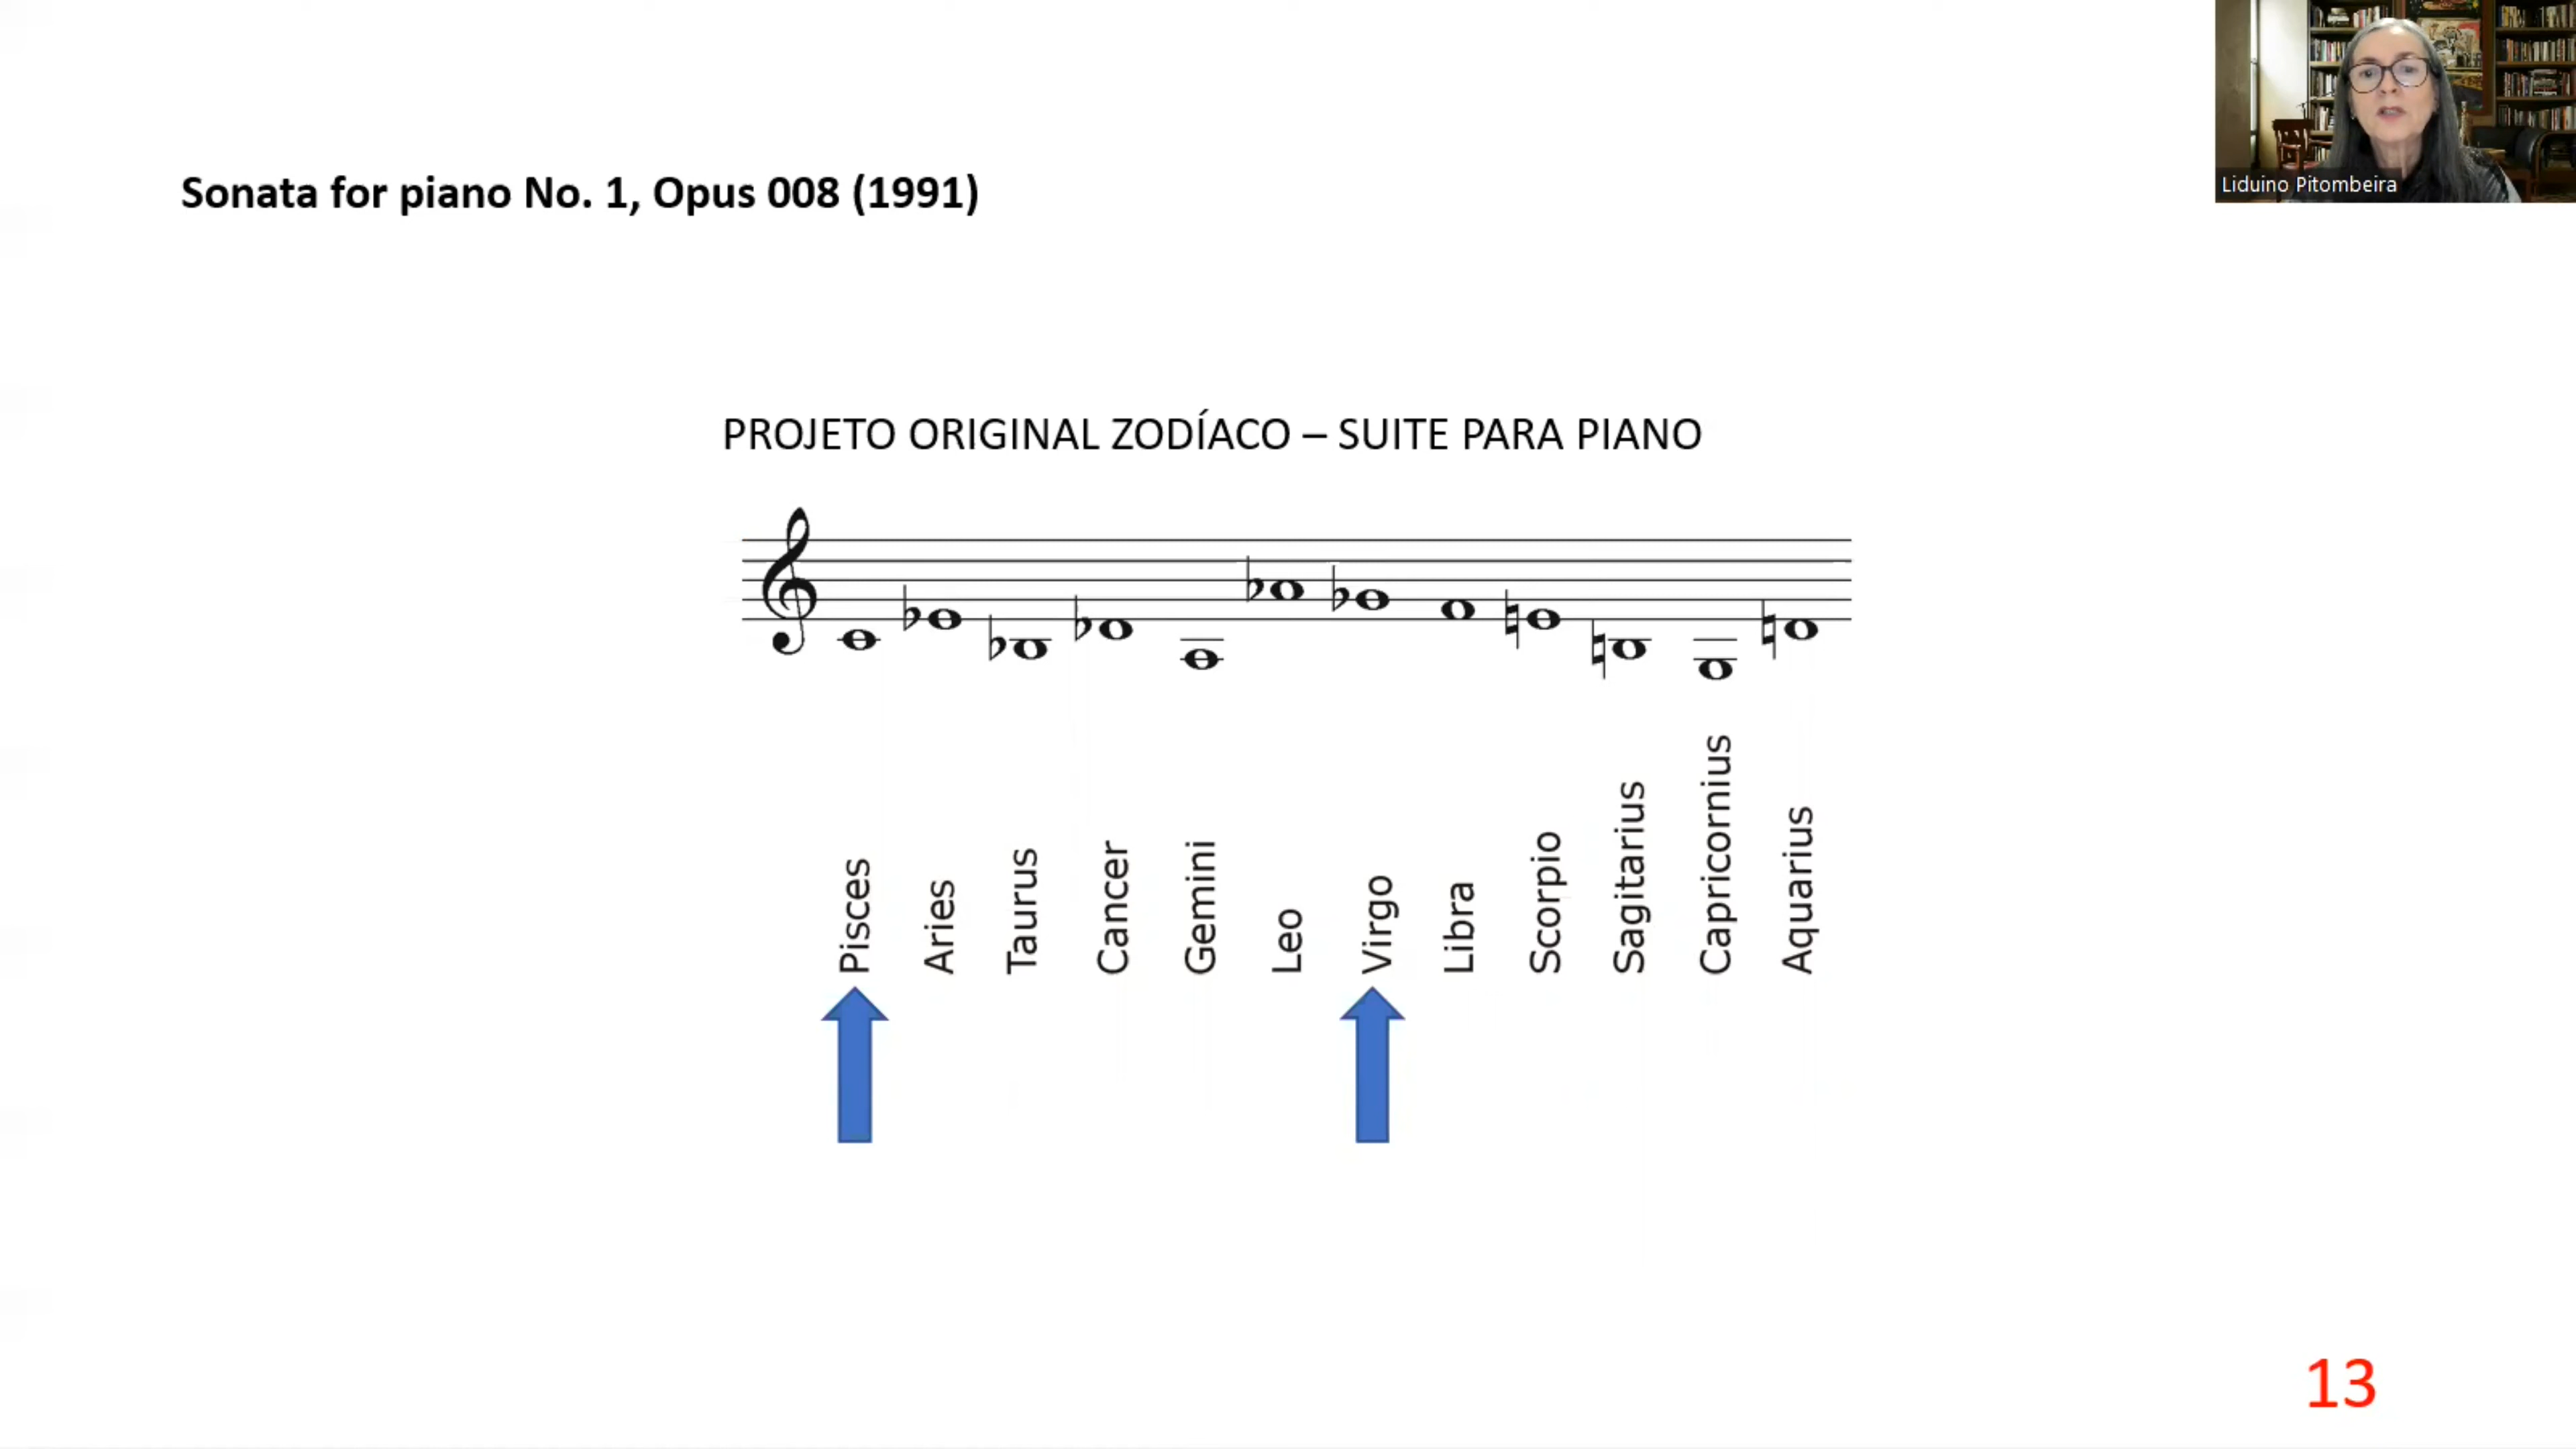 Liduino Pitombeira
Sonata for piano No. 1, Opus 008 (1991)
PROJETO ORIGINAL ZODÍACO – SUITE PARA PIANO
Pisces
Aries
Taurus
Cancer
Gemini
Leo
Virgo
Libra
Scorpio
Sagitarius
Capricornius
Aquarius
13